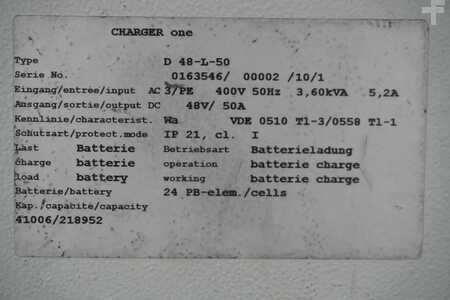 CHARGER one
Type D 48-L-50
Serie No. 0163546/ 00002 /10/1
Eingang/entrée/input AC 3/PE 400V 50Hz 3,60kVA 5,2A
Ausgang/sortie/output DC 48V/ 50A
Kennlinie/characterist. Wa VDE 0510 T1-3/0558 T1-1
Schutzart/protect.mode IP 21, cl. I
Last Batterie Betriebsart Batterieladung
charge batterie operation batterie charge
load battery working batterie charge
Batterie/battery 24 PB-elem./cells
Kap./capacité/capacity
41006/218952